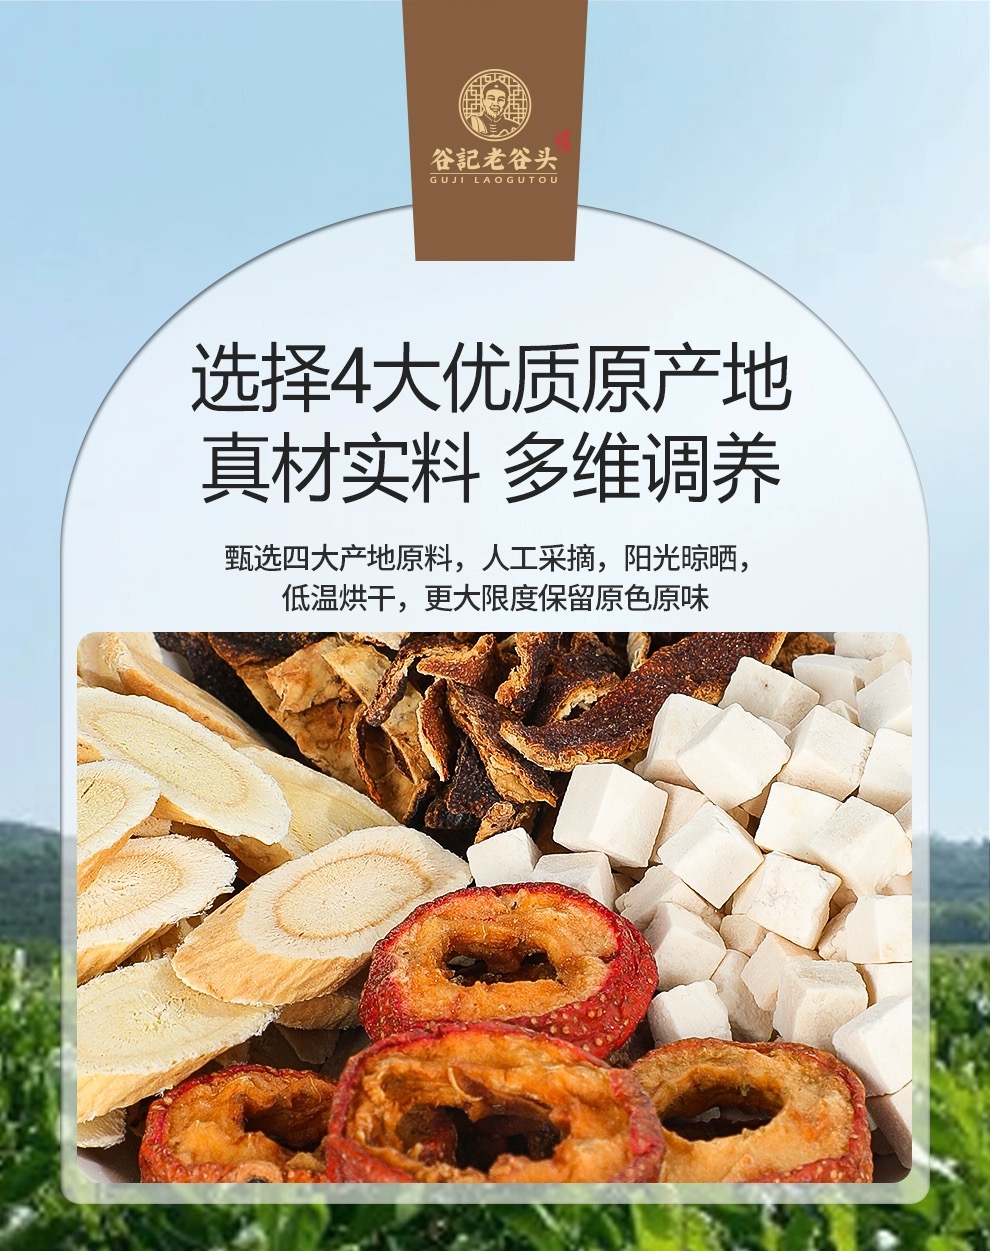 谷記老谷头
GUJI LAOGUTOU
选择4大优质原产地
真材实料 多维调养
甄选四大产地原料，人工采摘，阳光晾晒，
低温烘干，更大限度保留原色原味